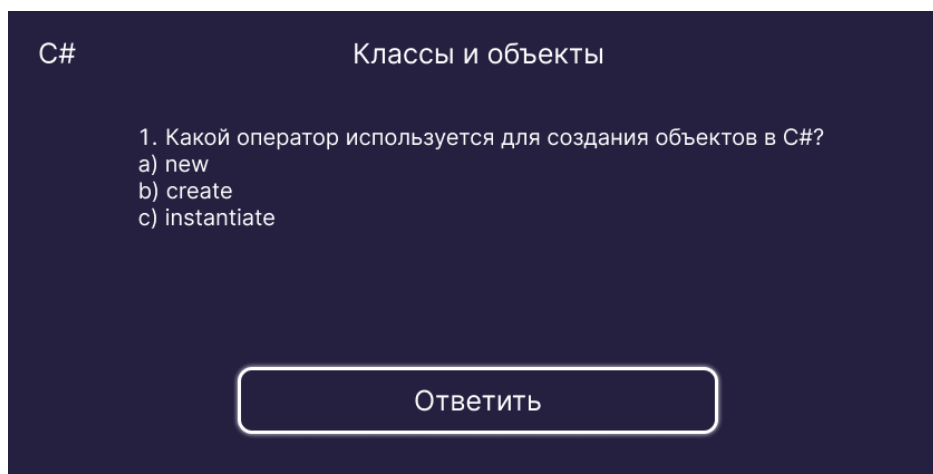 C#
Классы и объекты
1. Какой оператор используется для создания объектов в C#?
a) new
b) create
c) instantiate
Ответить